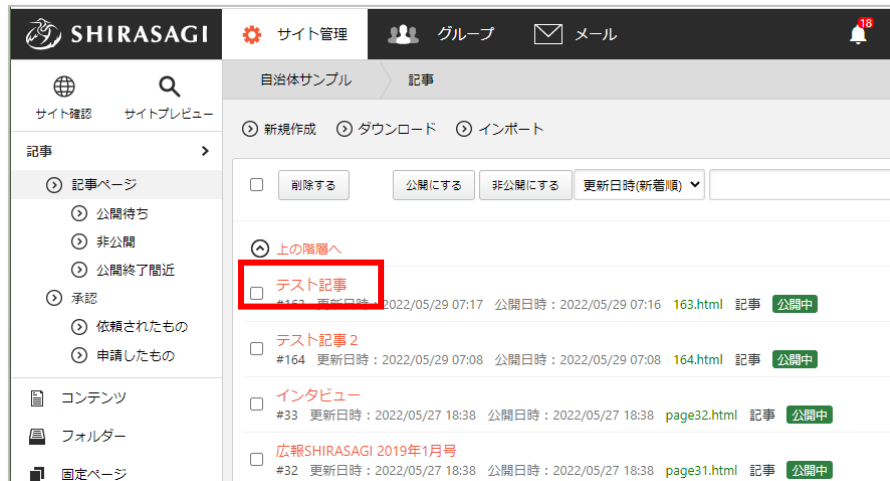 SHIRASAGI
サイト管理 グループ メール 18
サイト確認 サイトプレビュー
自治体サンプル 記事
新規作成 ダウンロード インポート
記事
記事ページ
公開待ち
非公開
公開終了間近
承認
依頼されたもの
申請したもの
コンテンツ
フォルダー
固定ページ
削除する 公開にする 非公開にする 更新日時(新着順)
上の階層へ
テスト記事
#163 更新日時：2022/05/29 07:17 公開日時：2022/05/29 07:16 163.html 記事 公開中
テスト記事２
#164 更新日時：2022/05/29 07:08 公開日時：2022/05/29 07:08 164.html 記事 公開中
インタビュー
#33 更新日時：2022/05/27 18:38 公開日時：2022/05/27 18:38 page32.html 記事 公開中
広報SHIRASAGI 2019年1月号
#32 更新日時：2022/05/27 18:38 公開日時：2022/05/27 18:38 page31.html 記事 公開中